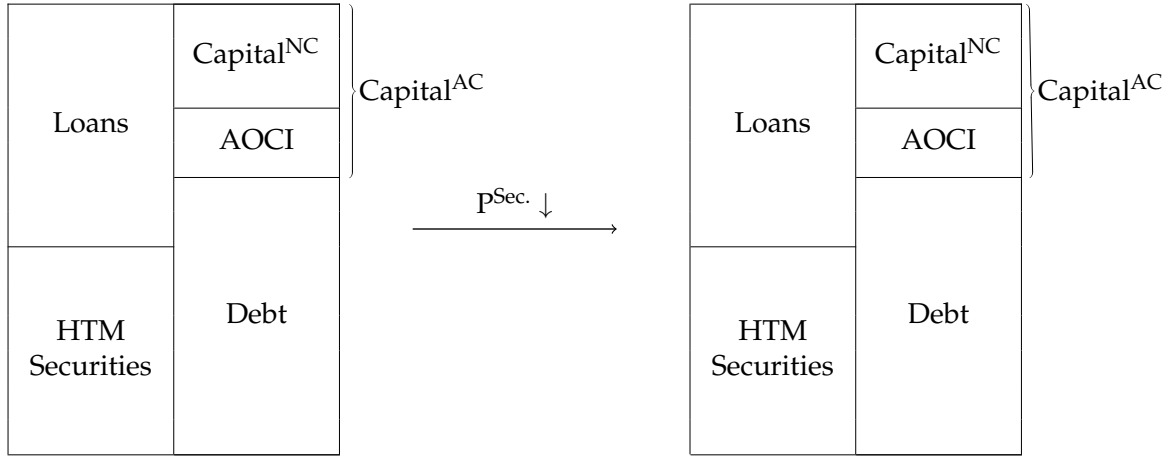 Loans
HTM
Securities
Capital^NC
AOCI
Debt
Capital^AC
P^Sec. ↓
Loans
HTM
Securities
Capital^NC
AOCI
Debt
Capital^AC